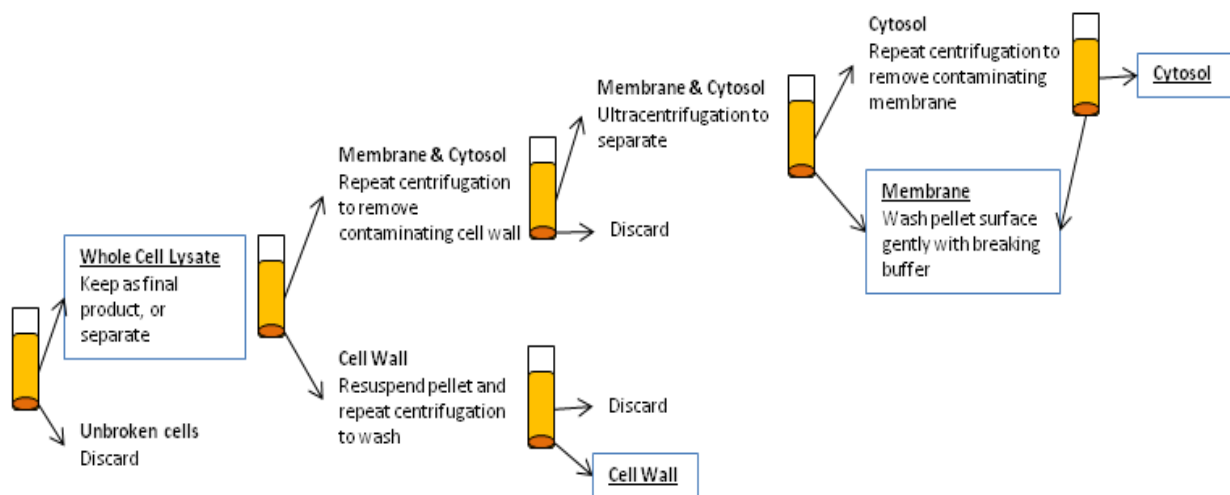 Whole Cell Lysate
Keep as final
product, or
separate
Unbroken cells
Discard
Membrane & Cytosol
Repeat centrifugation
to remove
contaminating cell wall
Cell Wall
Resuspend pellet and
repeat centrifugation
to wash
Membrane & Cytosol
Ultracentrifugation to
separate
Discard
Discard
Cell Wall
Cytosol
Repeat centrifugation to
remove contaminating
membrane
Membrane
Wash pellet surface
gently with breaking
buffer
Cytosol